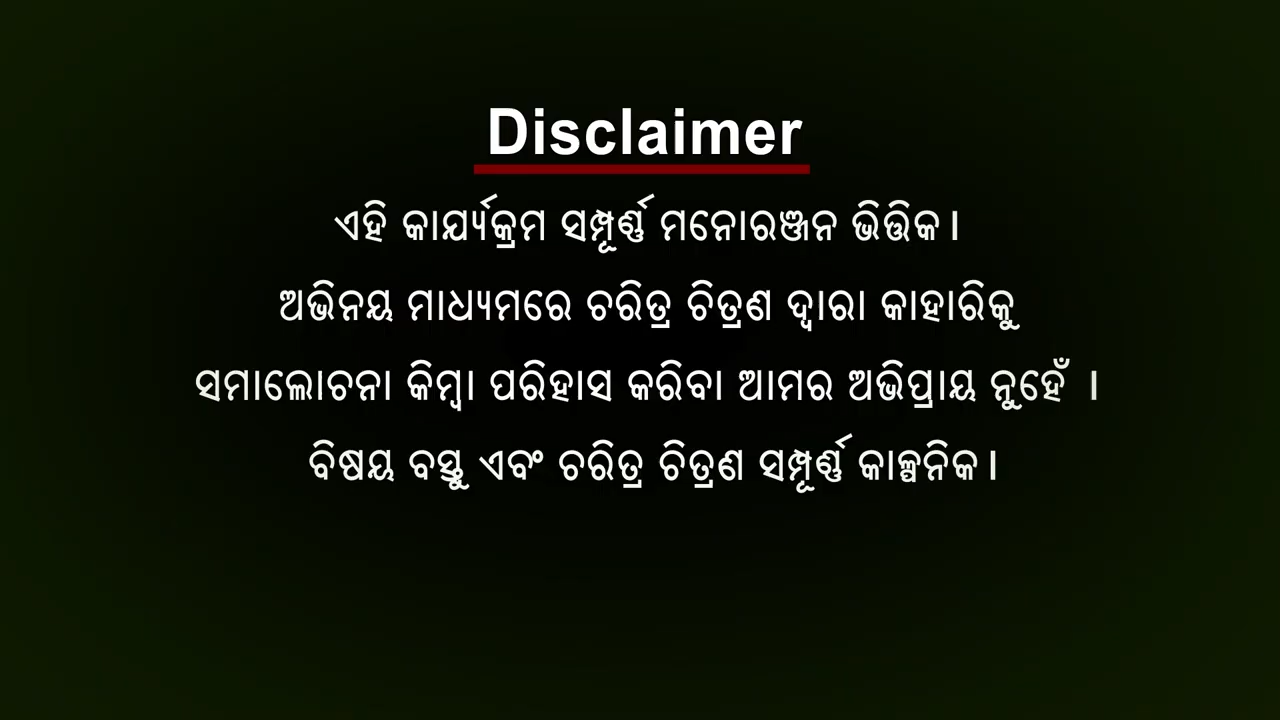 Disclaimer
ଏହି କାର୍ଯ୍ୟକ୍ରମ ସମ୍ପୂର୍ଣ୍ଣ ମନୋରଞ୍ଜନ ଭିତ୍ତିକ।
ଅଭିନୟ ମାଧ୍ୟମରେ ଚରିତ୍ର ଚିତ୍ରଣ ଦ୍ୱାରା କାହାରିକୁ
ସମାଲୋଚନା କିମ୍ବା ପରିହାସ କରିବା ଆମର ଅଭିପ୍ରାୟ ନୁହେଁ ।
ବିଷୟ ବସ୍ତୁ ଏବଂ ଚରିତ୍ର ଚିତ୍ରଣ ସମ୍ପୂର୍ଣ୍ଣ କାଳ୍ପନିକ।